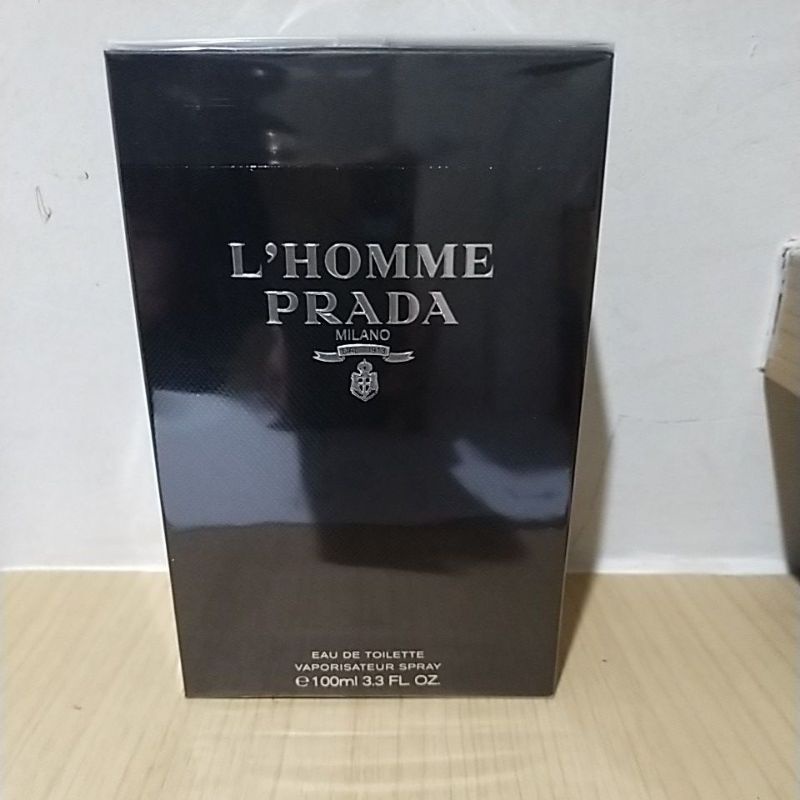 L'HOMME
PRADA
MILANO
EAU DE TOILETTE
VAPORISATEUR SPRAY
℮100ml 3.3 FL. OZ.